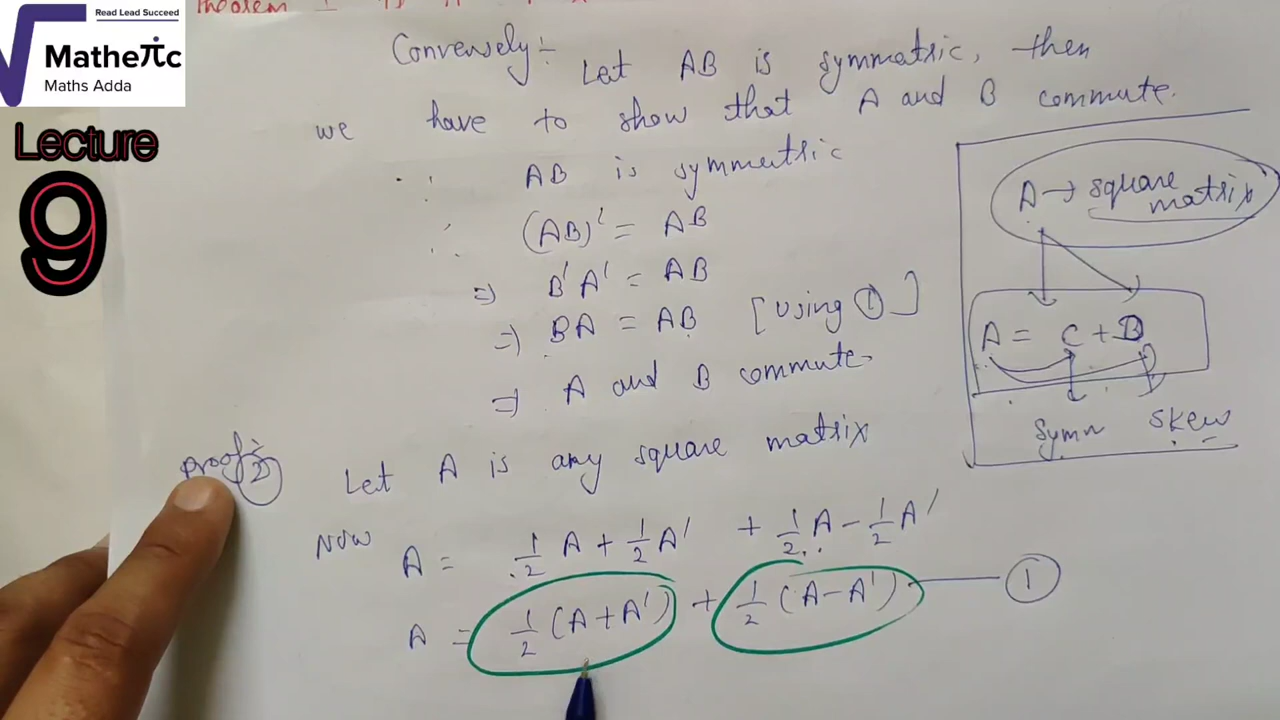 Read Lead Succeed
Matheπc
Maths Adda
Lecture
9
Theorem
Conversely:- Let AB is symmatric, then
we have to show that A and B commute.
∵ AB is symmetric
∴ (AB)' = AB
⇒ B'A' = AB
⇒ BA = AB [Using ①]
⇒ A and B commute.
A → square
matrix
A = C + D
Symm skew
Proof 2
Let A is any square matrix
Now A = 1/2 A + 1/2 A' + 1/2 A - 1/2 A'
A = 1/2 (A + A') + 1/2 (A - A') — ①